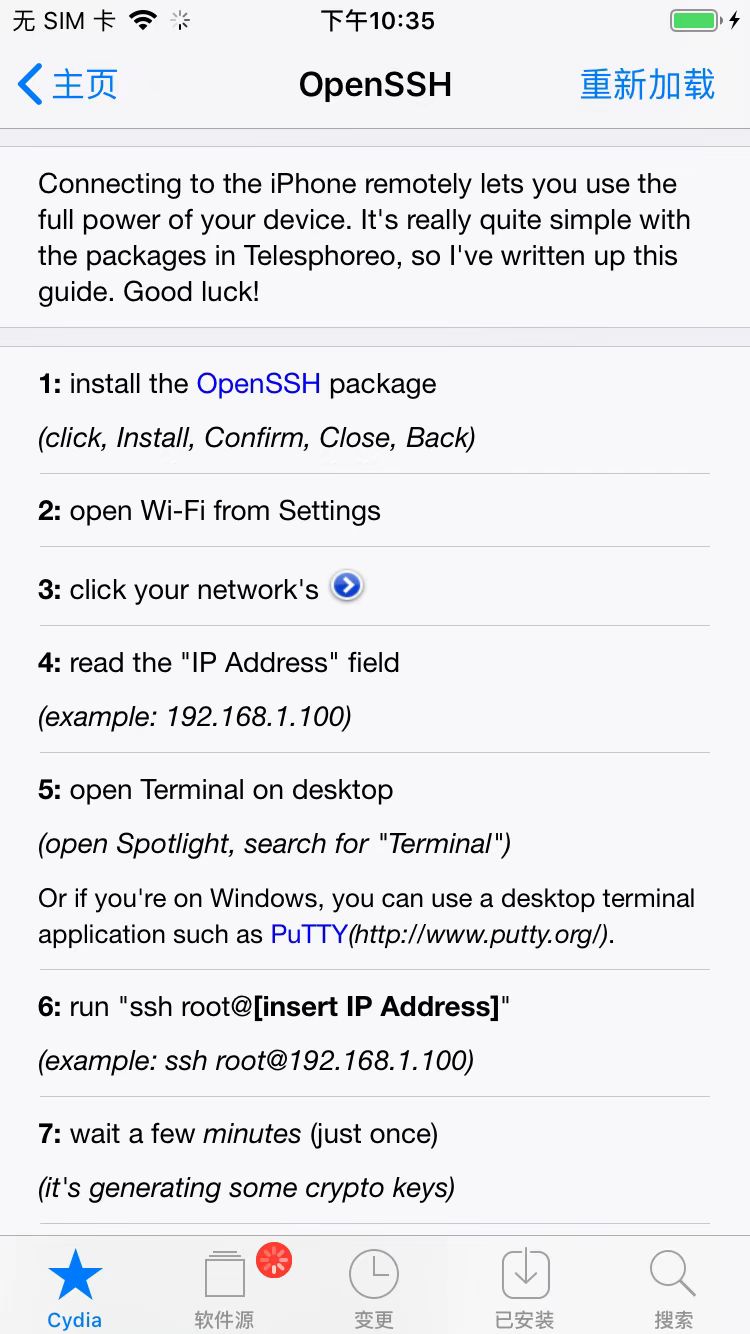 无 SIM 卡 下午10:35
主页 OpenSSH 重新加载
Connecting to the iPhone remotely lets you use the
full power of your device. It's really quite simple with
the packages in Telesphoreo, so I've written up this
guide. Good luck!
1: install the OpenSSH package
(click, Install, Confirm, Close, Back)
2: open Wi-Fi from Settings
3: click your network's
4: read the "IP Address" field
(example: 192.168.1.100)
5: open Terminal on desktop
(open Spotlight, search for "Terminal")
Or if you're on Windows, you can use a desktop terminal
application such as PuTTY(http://www.putty.org/).
6: run "ssh root@[insert IP Address]"
(example: ssh root@192.168.1.100)
7: wait a few minutes (just once)
(it's generating some crypto keys)
Cydia 软件源 变更 已安装 搜索